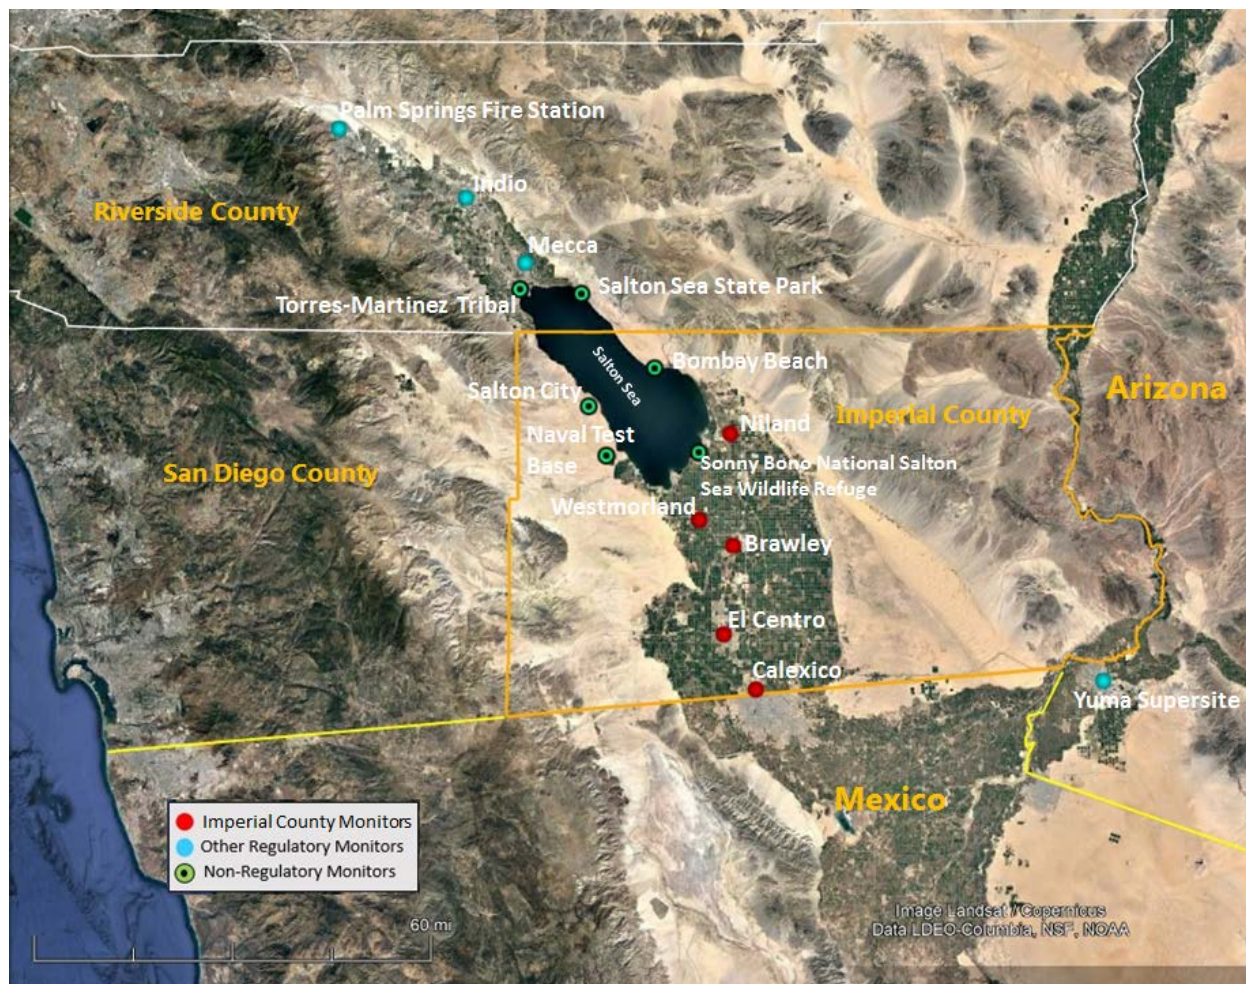 Palm Springs Fire Station
Indio
Riverside County
Mecca
Salton Sea State Park
Torres-Martinez Tribal
Salton Sea
Bombay Beach
Arizona
Salton City
Imperial County
Niland
Naval Test
Base
San Diego County
Sonny Bono National Salton
Sea Wildlife Refuge
Westmorland
Brawley
El Centro
Calexico
Yuma Supersite
Mexico
Imperial County Monitors
Other Regulatory Monitors
Non-Regulatory Monitors
60 mi
Image Landsat / Copernicus
Data LDEO-Columbia, NSF, NOAA